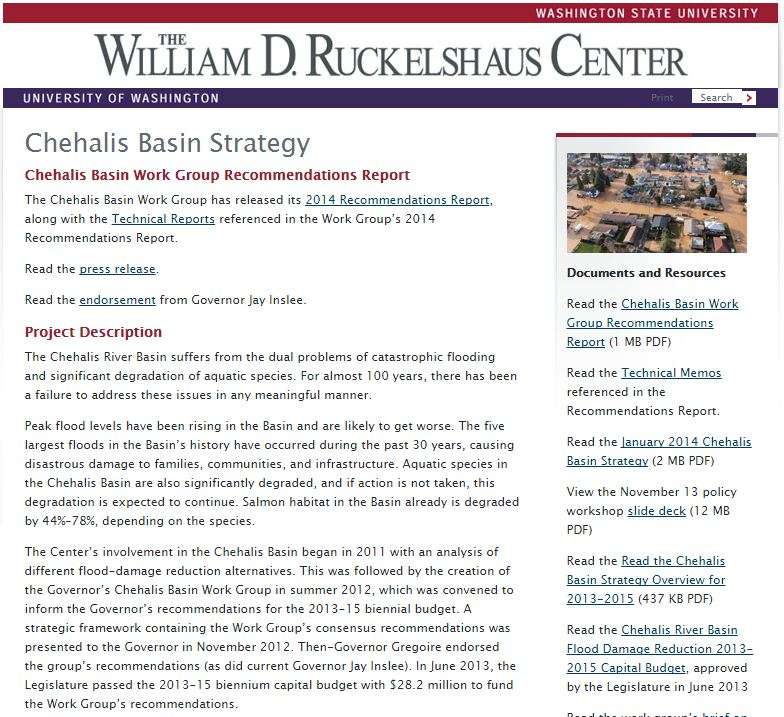 WASHINGTON STATE UNIVERSITY
THE WILLIAM D. RUCKELSHAUS CENTER
UNIVERSITY OF WASHINGTON
Print
Search
Chehalis Basin Strategy
Chehalis Basin Work Group Recommendations Report
The Chehalis Basin Work Group has released its 2014 Recommendations Report,
along with the Technical Reports referenced in the Work Group's 2014
Recommendations Report.
Read the press release.
Read the endorsement from Governor Jay Inslee.
Project Description
The Chehalis River Basin suffers from the dual problems of catastrophic flooding
and significant degradation of aquatic species. For almost 100 years, there has been
a failure to address these issues in any meaningful manner.
Peak flood levels have been rising in the Basin and are likely to get worse. The five
largest floods in the Basin's history have occurred during the past 30 years, causing
disastrous damage to families, communities, and infrastructure. Aquatic species in
the Chehalis Basin are also significantly degraded, and if action is not taken, this
degradation is expected to continue. Salmon habitat in the Basin already is degraded
by 44%-78%, depending on the species.
The Center's involvement in the Chehalis Basin began in 2011 with an analysis of
different flood-damage reduction alternatives. This was followed by the creation of
the Governor's Chehalis Basin Work Group in summer 2012, which was convened to
inform the Governor's recommendations for the 2013-15 biennial budget. A
strategic framework containing the Work Group's consensus recommendations was
presented to the Governor in November 2012. Then-Governor Gregoire endorsed
the group's recommendations (as did current Governor Jay Inslee). In June 2013, the
Legislature passed the 2013-15 biennium capital budget with $28.2 million to fund
the Work Group's recommendations.
Documents and Resources
Read the Chehalis Basin Work
Group Recommendations
Report (1 MB PDF)
Read the Technical Memos
referenced in the
Recommendations Report.
Read the January 2014 Chehalis
Basin Strategy (2 MB PDF)
View the November 13 policy
workshop slide deck (12 MB
PDF)
Read the Read the Chehalis
Basin Strategy Overview for
2013-2015 (437 KB PDF)
Read the Chehalis River Basin
Flood Damage Reduction 2013-
2015 Capital Budget, approved
by the Legislature in June 2013
Read the work group's brief on